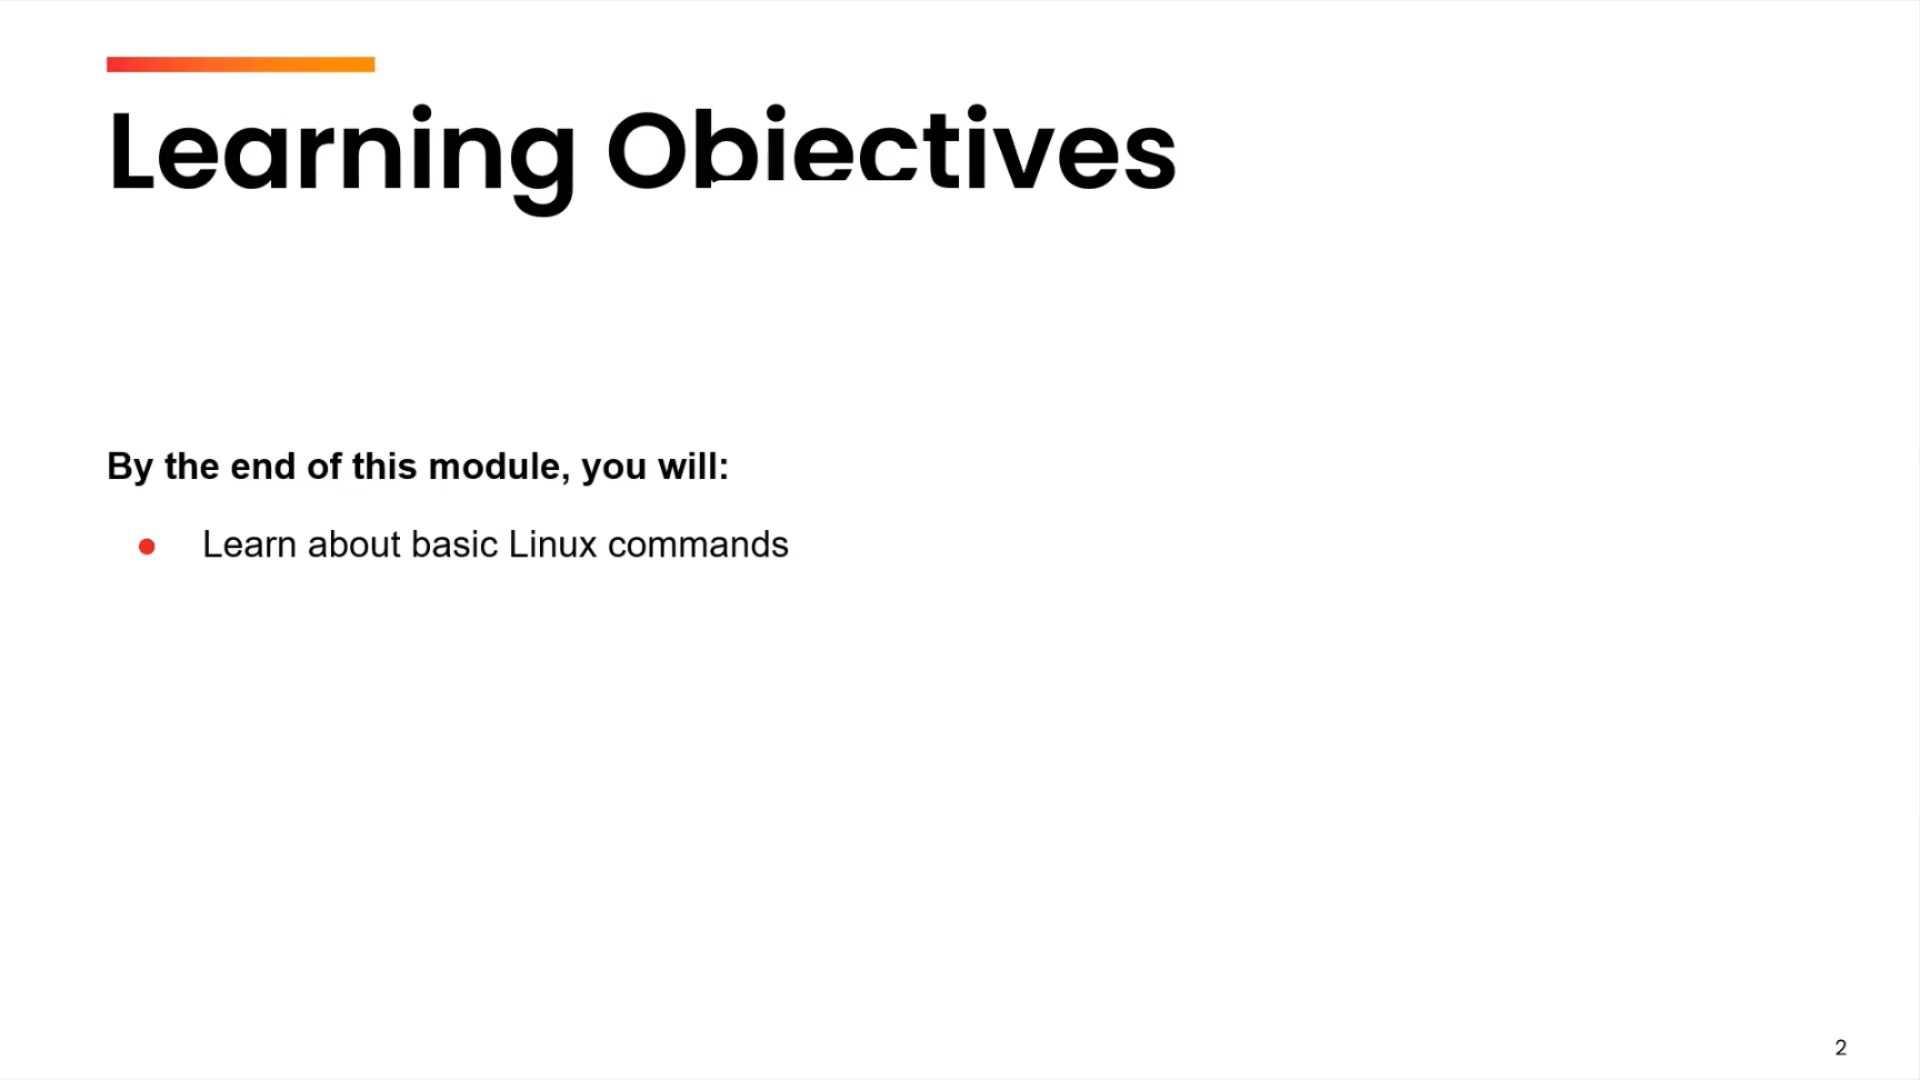 Learning Objectives
By the end of this module, you will:
● Learn about basic Linux commands
2